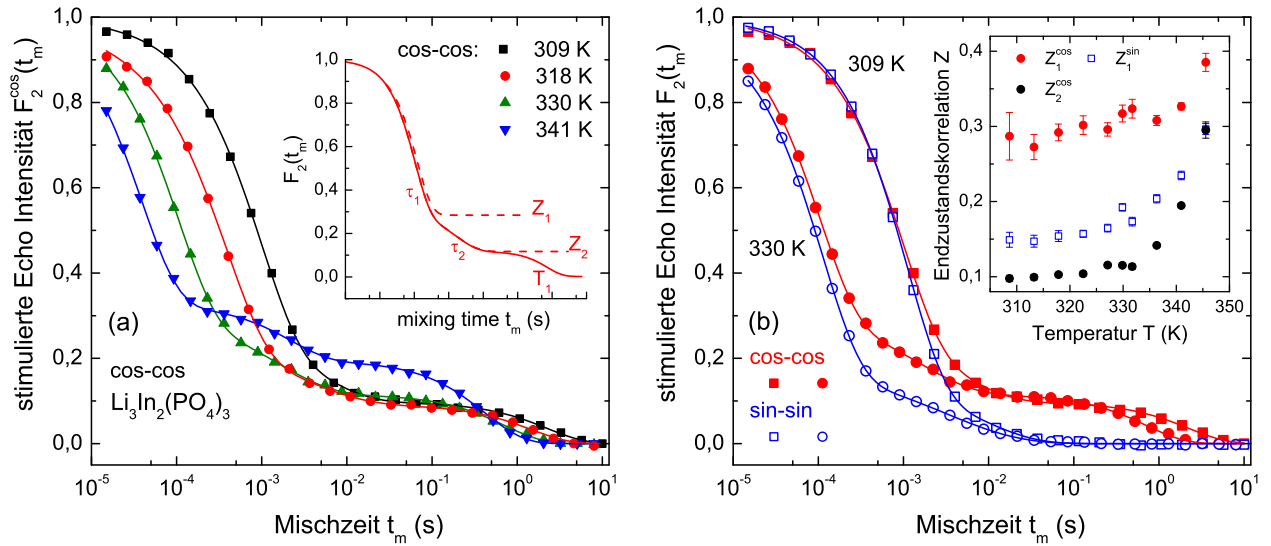 stimulierte Echo Intensität F₂ᶜᵒˢ(tₘ)
1,0
0,8
0,6
0,4
0,2
0,0
10⁻⁵ 10⁻⁴ 10⁻³ 10⁻² 10⁻¹ 10⁰ 10¹
Mischzeit tₘ (s)
(a)
cos-cos
Li₃In₂(PO₄)₃
cos-cos:
309 K
318 K
330 K
341 K
F₂(tₘ)
1,0
0,8
0,6
0,4
0,2
0,0
τ₁
τ₂
Z₁
Z₂
T₁
mixing time tₘ (s)
stimulierte Echo Intensität F₂(tₘ)
1,0
0,8
0,6
0,4
0,2
0,0
10⁻⁵ 10⁻⁴ 10⁻³ 10⁻² 10⁻¹ 10⁰ 10¹
Mischzeit tₘ (s)
309 K
330 K
(b)
cos-cos
sin-sin
Endzustandskorrelation Z
0,4
0,3
0,2
0,1
Z₁ᶜᵒˢ Z₁ˢⁱⁿ
Z₂ᶜᵒˢ
310 320 330 340 350
Temperatur T (K)